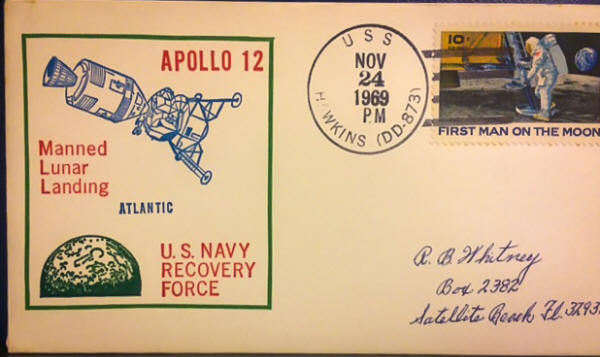 APOLLO 12
Manned
Lunar
Landing
ATLANTIC
U.S. NAVY
RECOVERY
FORCE
USS
NOV
24
1969
PM
HAWKINS (DD-873)
10¢
FIRST MAN ON THE MOON
R. B. Whitney
Box 2382
Satellite Beach Fl.